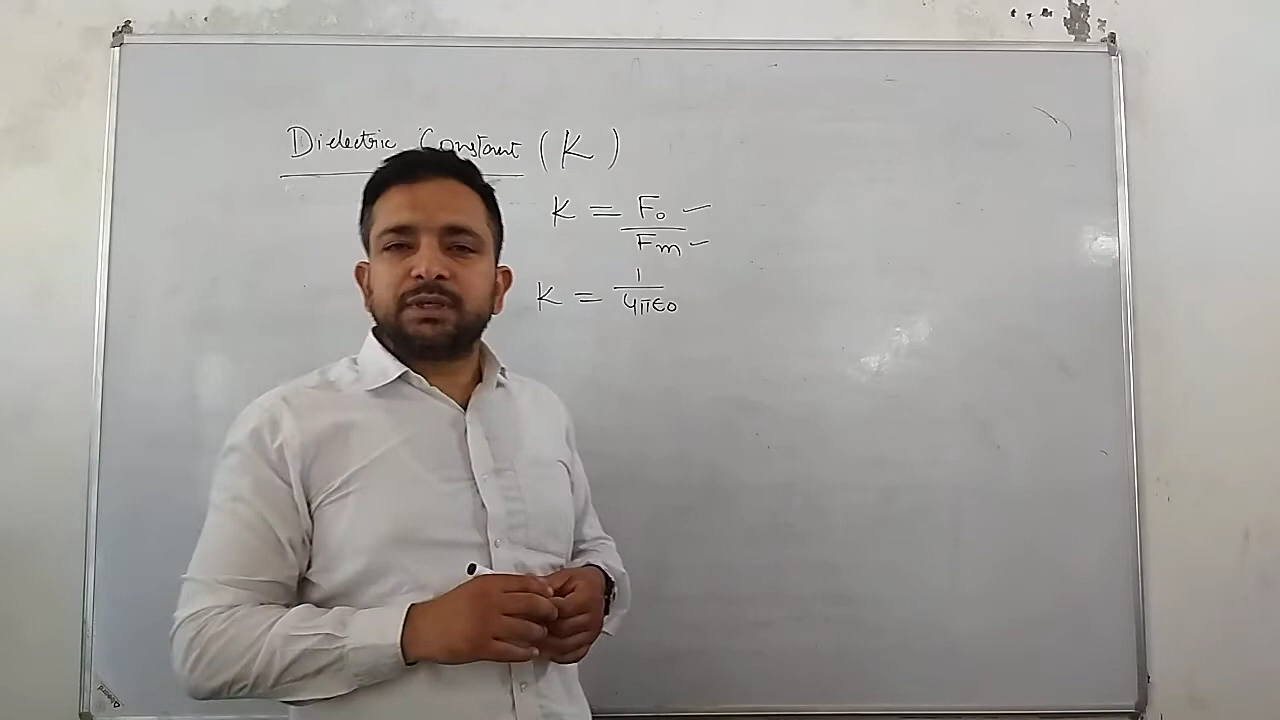 Dielectric Constant (K)
K = F₀ / Fm
K = 1 / 4πϵ₀